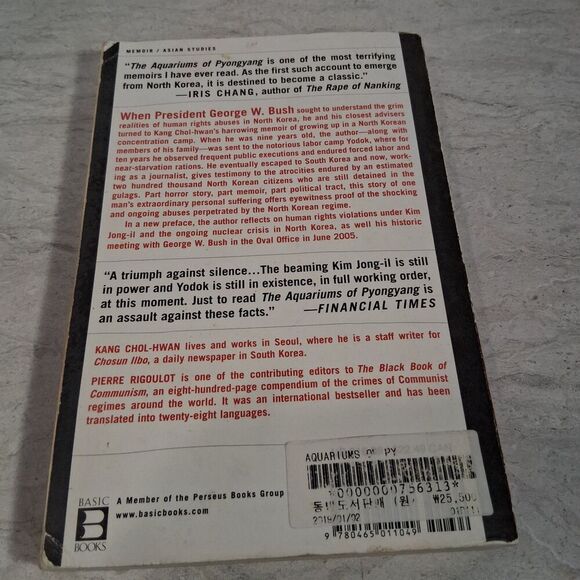 MEMOIR / ASIAN STUDIES
"The Aquariums of Pyongyang is one of the most terrifying
memoirs I have ever read. As the first such account to emerge
from North Korea, it is destined to become a classic."
—IRIS CHANG, author of The Rape of Nanking
When President George W. Bush sought to understand the grim
realities of human rights abuses in North Korea, he and his closest advisers
turned to Kang Chol-hwan's harrowing memoir of growing up in a North Korean
concentration camp. When he was nine years old, the author—along with
members of his family—was sent to the notorious labor camp Yodok, where for
ten years he observed frequent public executions and endured forced labor and
near-starvation rations. He eventually escaped to South Korea and now, work-
ing as a journalist, gives testimony to the atrocities endured by an estimated
two hundred thousand North Korean citizens who are still detained in the
gulags. Part horror story, part memoir, part political tract, this story of one
man's extraordinary personal suffering offers eyewitness proof of the shocking
and ongoing abuses perpetrated by the North Korean regime.
In a new preface, the author reflects on human rights violations under Kim
Jong-il and the ongoing nuclear crisis in North Korea, as well his historic
meeting with George W. Bush in the Oval Office in June 2005.
"A triumph against silence...The beaming Kim Jong-il is still
in power and Yodok is still in existence, in full working order,
at this moment. Just to read The Aquariums of Pyongyang is
an assault against these facts." —FINANCIAL TIMES
KANG CHOL-HWAN lives and works in Seoul, where he is a staff writer for
Chosun Ilbo, a daily newspaper in South Korea.
PIERRE RIGOULOT is one of the contributing editors to The Black Book of
Communism, an eight-hundred-page compendium of the crimes of Communist
regimes around the world. It was an international bestseller and has been
translated into twenty-eight languages.
AQUARIUMS OF PY
*0000000756313*
₩25,500
2019/01/02
9 780465 011049
BASIC
B
BOOKS
A Member of the Perseus Books Group
www.basicbooks.com